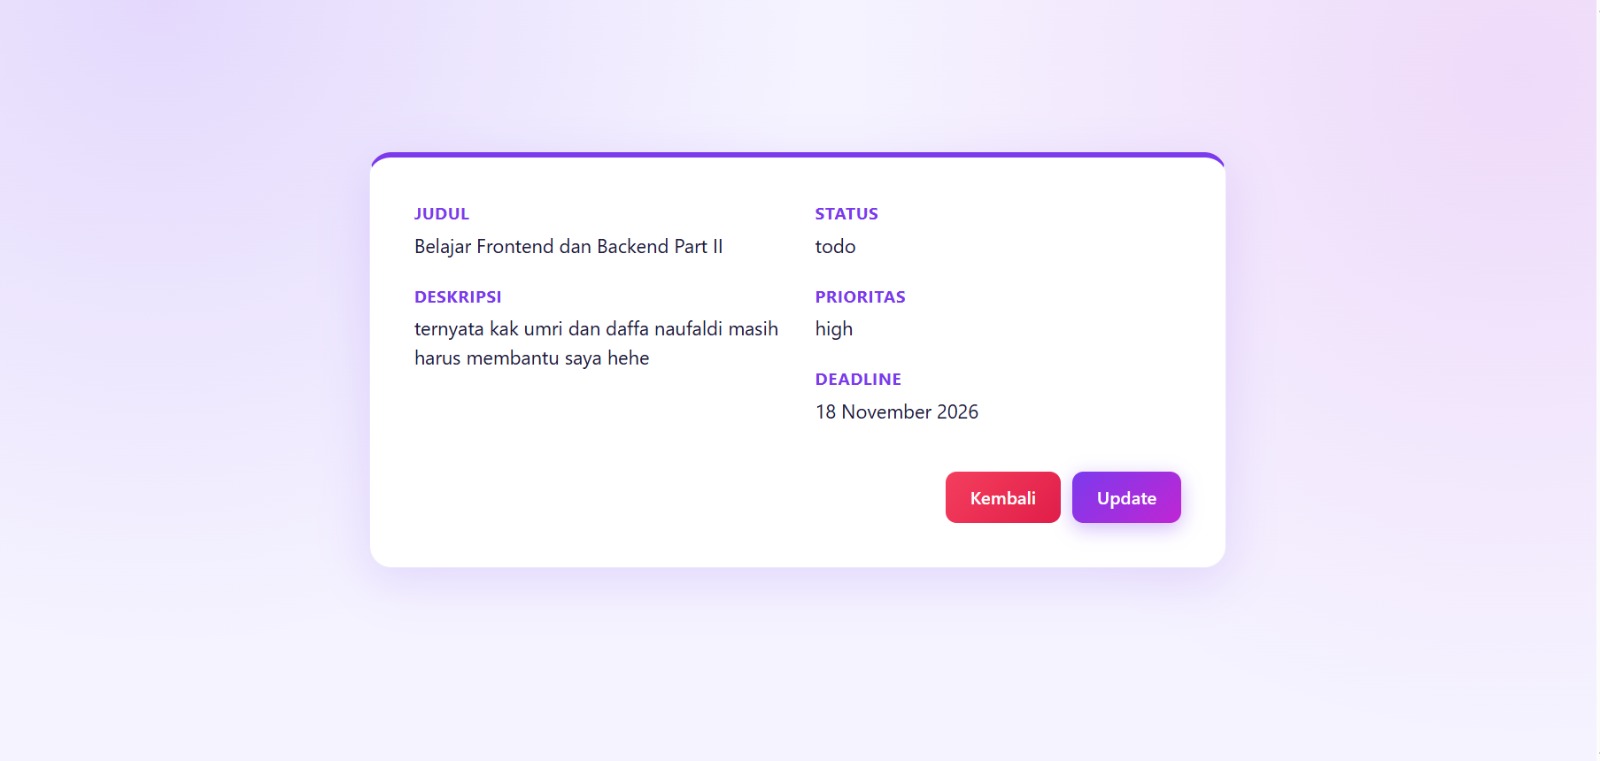 JUDUL
Belajar Frontend dan Backend Part II
DESKRIPSI
ternyata kak umri dan daffa naufaldi masih
harus membantu saya hehe
STATUS
todo
PRIORITAS
high
DEADLINE
18 November 2026
Kembali
Update